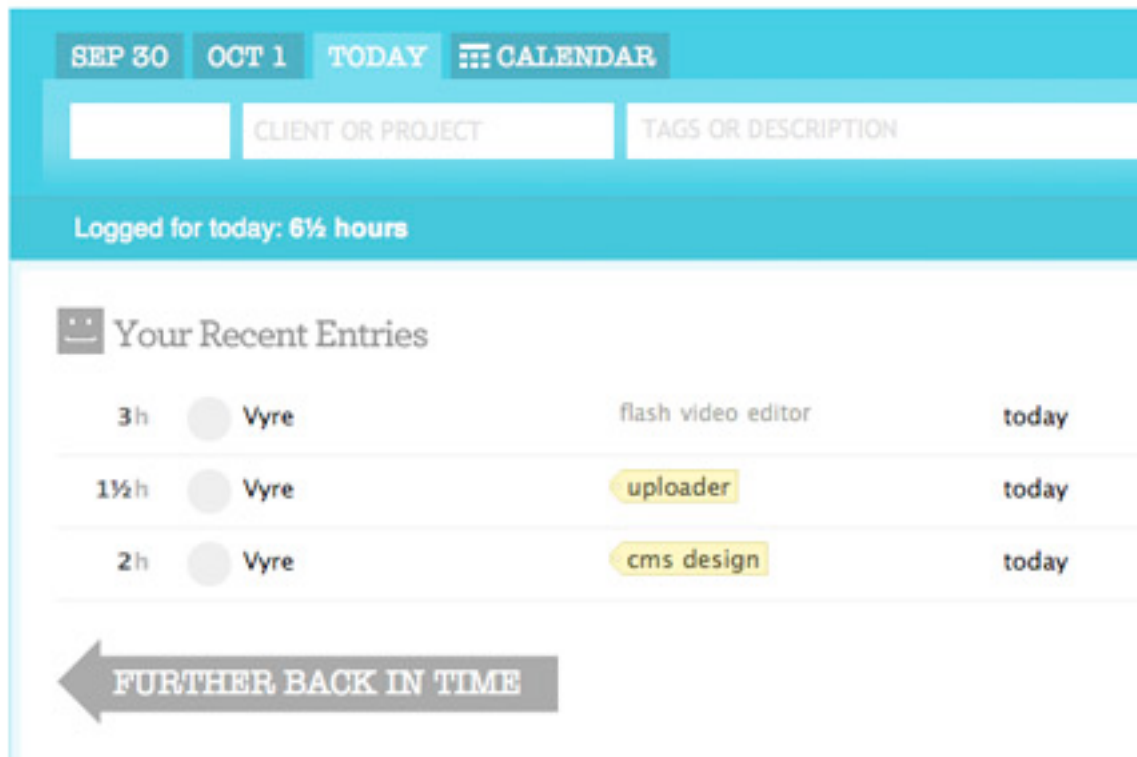 SEP 30 OCT 1 TODAY CALENDAR
CLIENT OR PROJECT TAGS OR DESCRIPTION
Logged for today: 6½ hours
Your Recent Entries
3h Vyre flash video editor today
1½h Vyre uploader today
2h Vyre cms design today
FURTHER BACK IN TIME